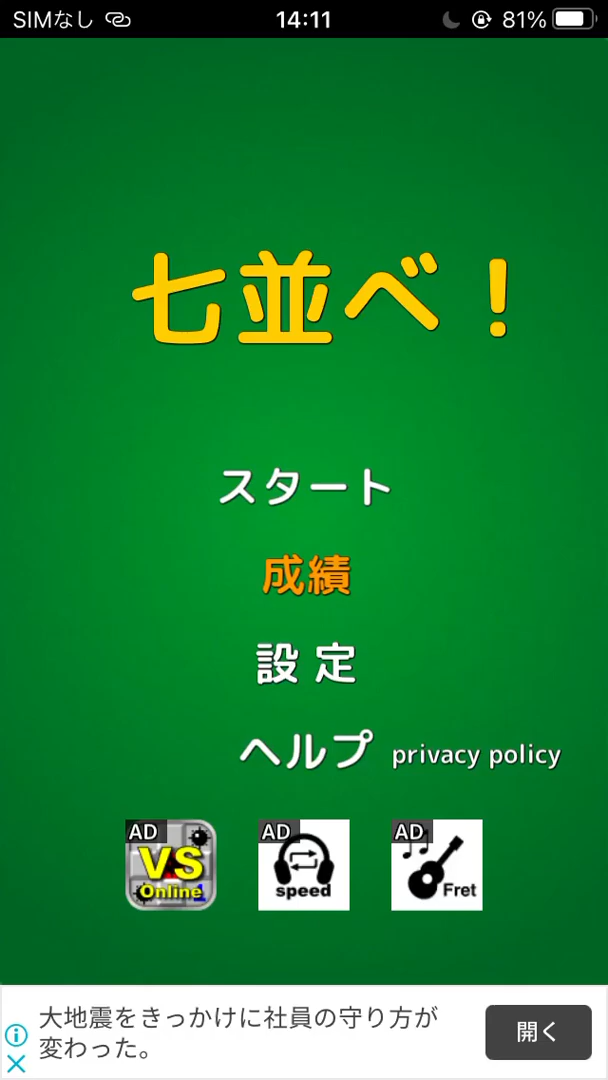 SIMなし 14:11 81%
七並べ！
スタート
成績
設定
ヘルプ privacy policy
AD AD AD
VS Online 1 speed Fret
大地震をきっかけに社員の守り方が
変わった。
開く